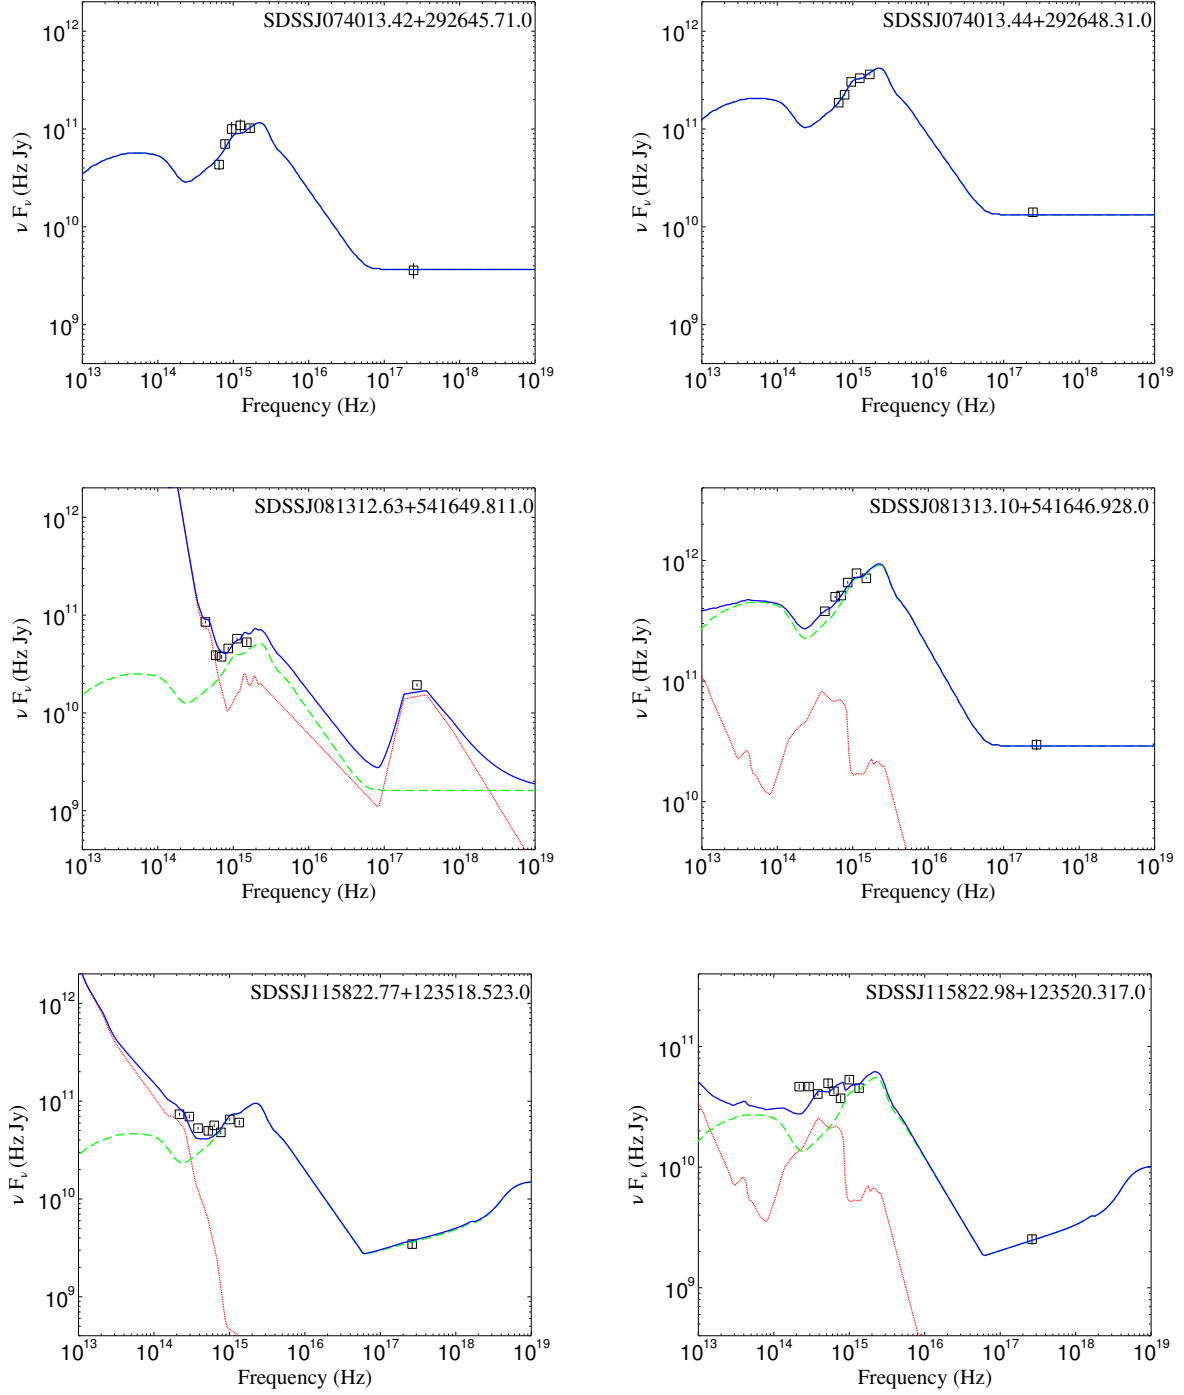 SDSSJ074013.42+292645.71.0
10^12
10^11
10^10
10^9
ν F_ν (Hz Jy)
10^13 10^14 10^15 10^16 10^17 10^18 10^19
Frequency (Hz)
SDSSJ074013.44+292648.31.0
10^12
10^11
10^10
10^9
ν F_ν (Hz Jy)
10^13 10^14 10^15 10^16 10^17 10^18 10^19
Frequency (Hz)
SDSSJ081312.63+541649.811.0
10^12
10^11
10^10
10^9
ν F_ν (Hz Jy)
10^13 10^14 10^15 10^16 10^17 10^18 10^19
Frequency (Hz)
SDSSJ081313.10+541646.928.0
10^12
10^11
10^10
ν F_ν (Hz Jy)
10^13 10^14 10^15 10^16 10^17 10^18 10^19
Frequency (Hz)
SDSSJ115822.77+123518.523.0
10^12
10^11
10^10
10^9
ν F_ν (Hz Jy)
10^13 10^14 10^15 10^16 10^17 10^18 10^19
Frequency (Hz)
SDSSJ115822.98+123520.317.0
10^11
10^10
10^9
ν F_ν (Hz Jy)
10^13 10^14 10^15 10^16 10^17 10^18 10^19
Frequency (Hz)